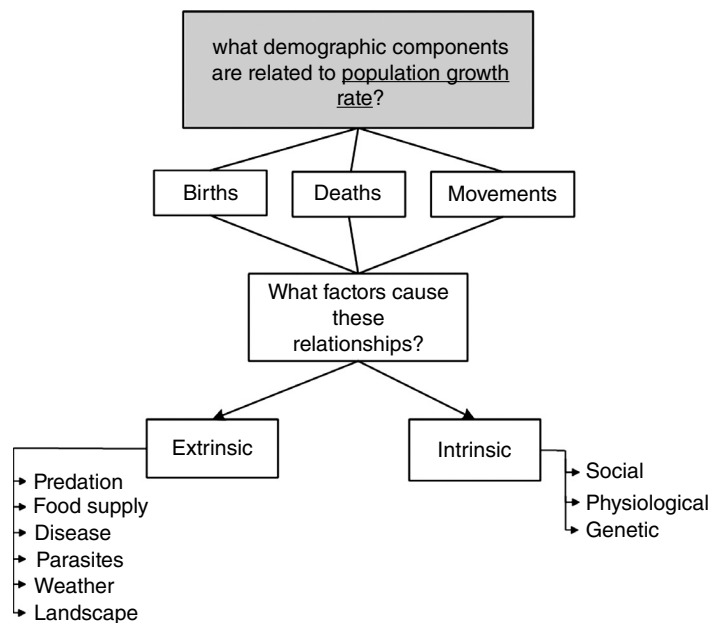 what demographic components
are related to population growth
rate?
Births
Deaths
Movements
What factors cause
these
relationships?
Extrinsic
Intrinsic
Predation
Food supply
Disease
Parasites
Weather
Landscape
Social
Physiological
Genetic